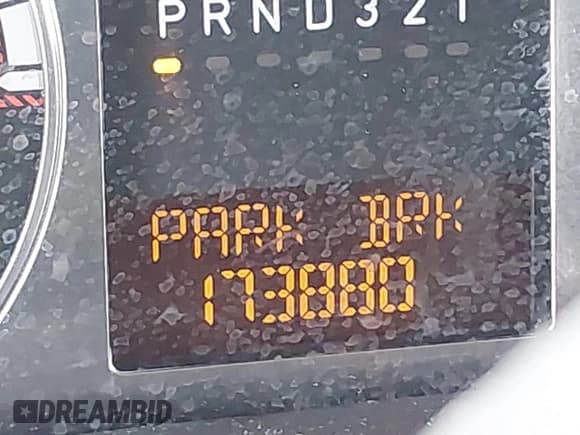 PRND321
PARK BRK
173880
DREAMBID